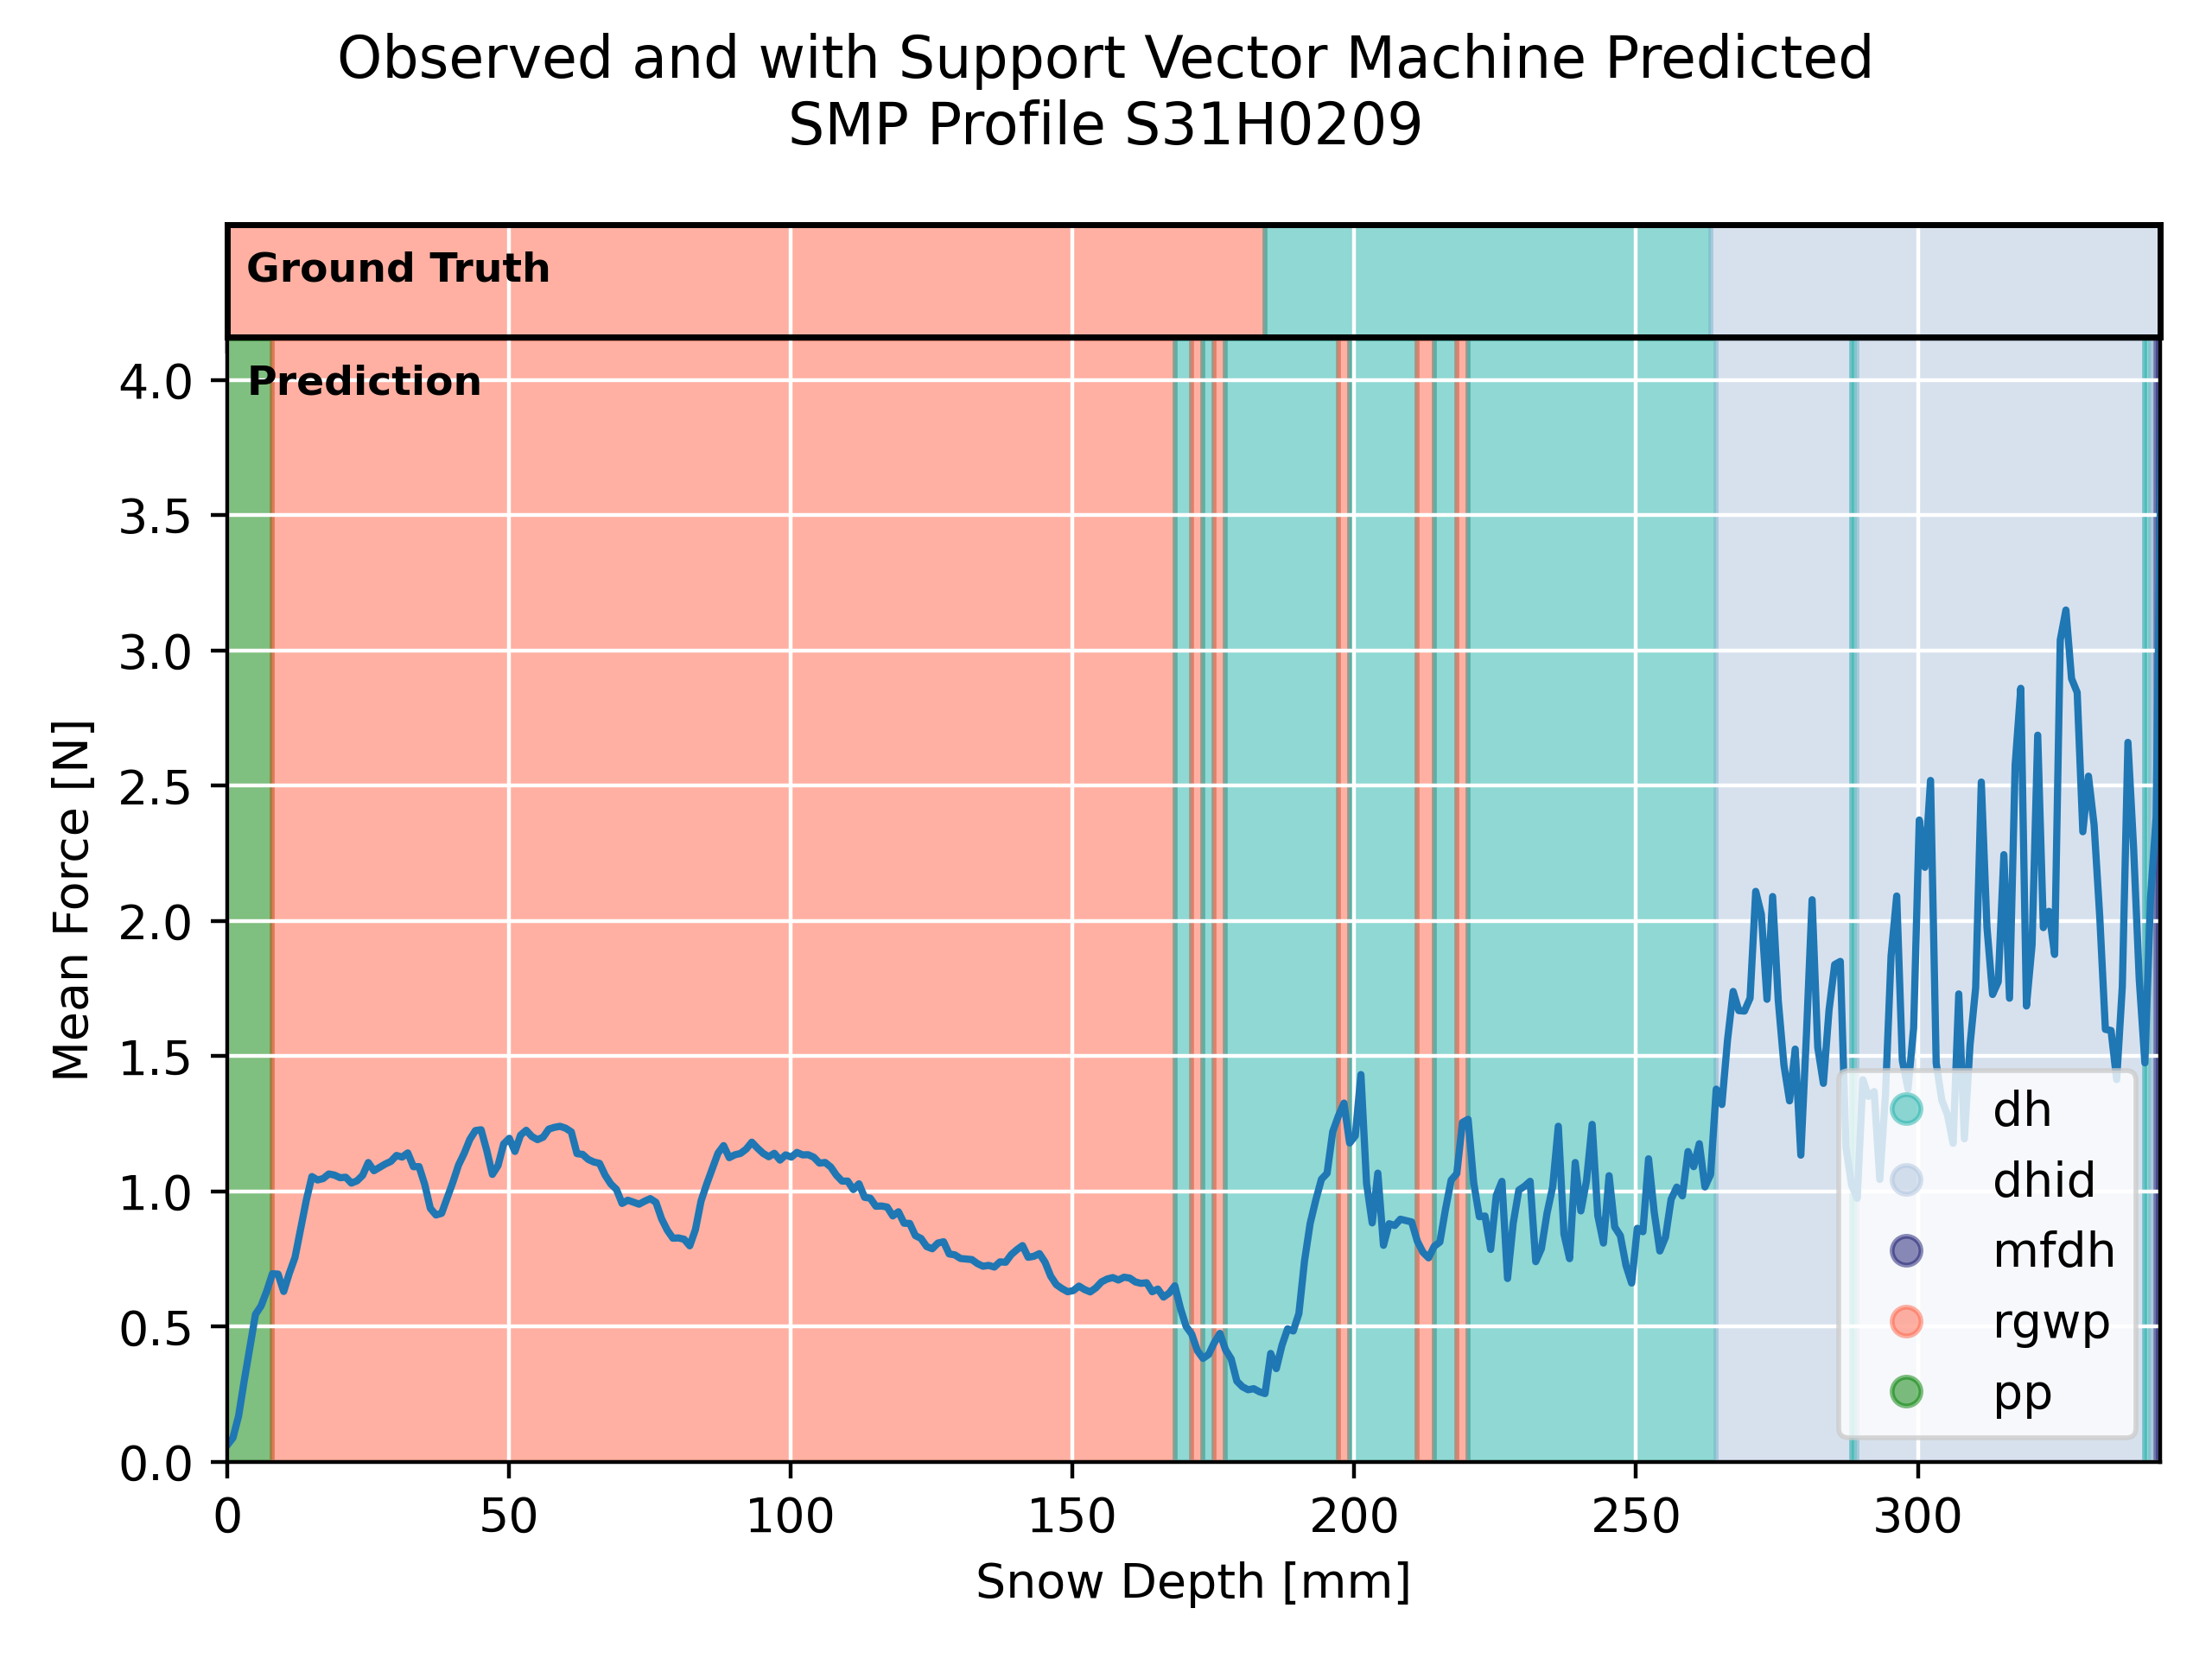 Observed and with Support Vector Machine Predicted
SMP Profile S31H0209
Ground Truth
Prediction
4.0
3.5
3.0
2.5
2.0
1.5
1.0
0.5
0.0
Mean Force [N]
dh
dhid
mfdh
rgwp
pp
0 50 100 150 200 250 300
Snow Depth [mm]